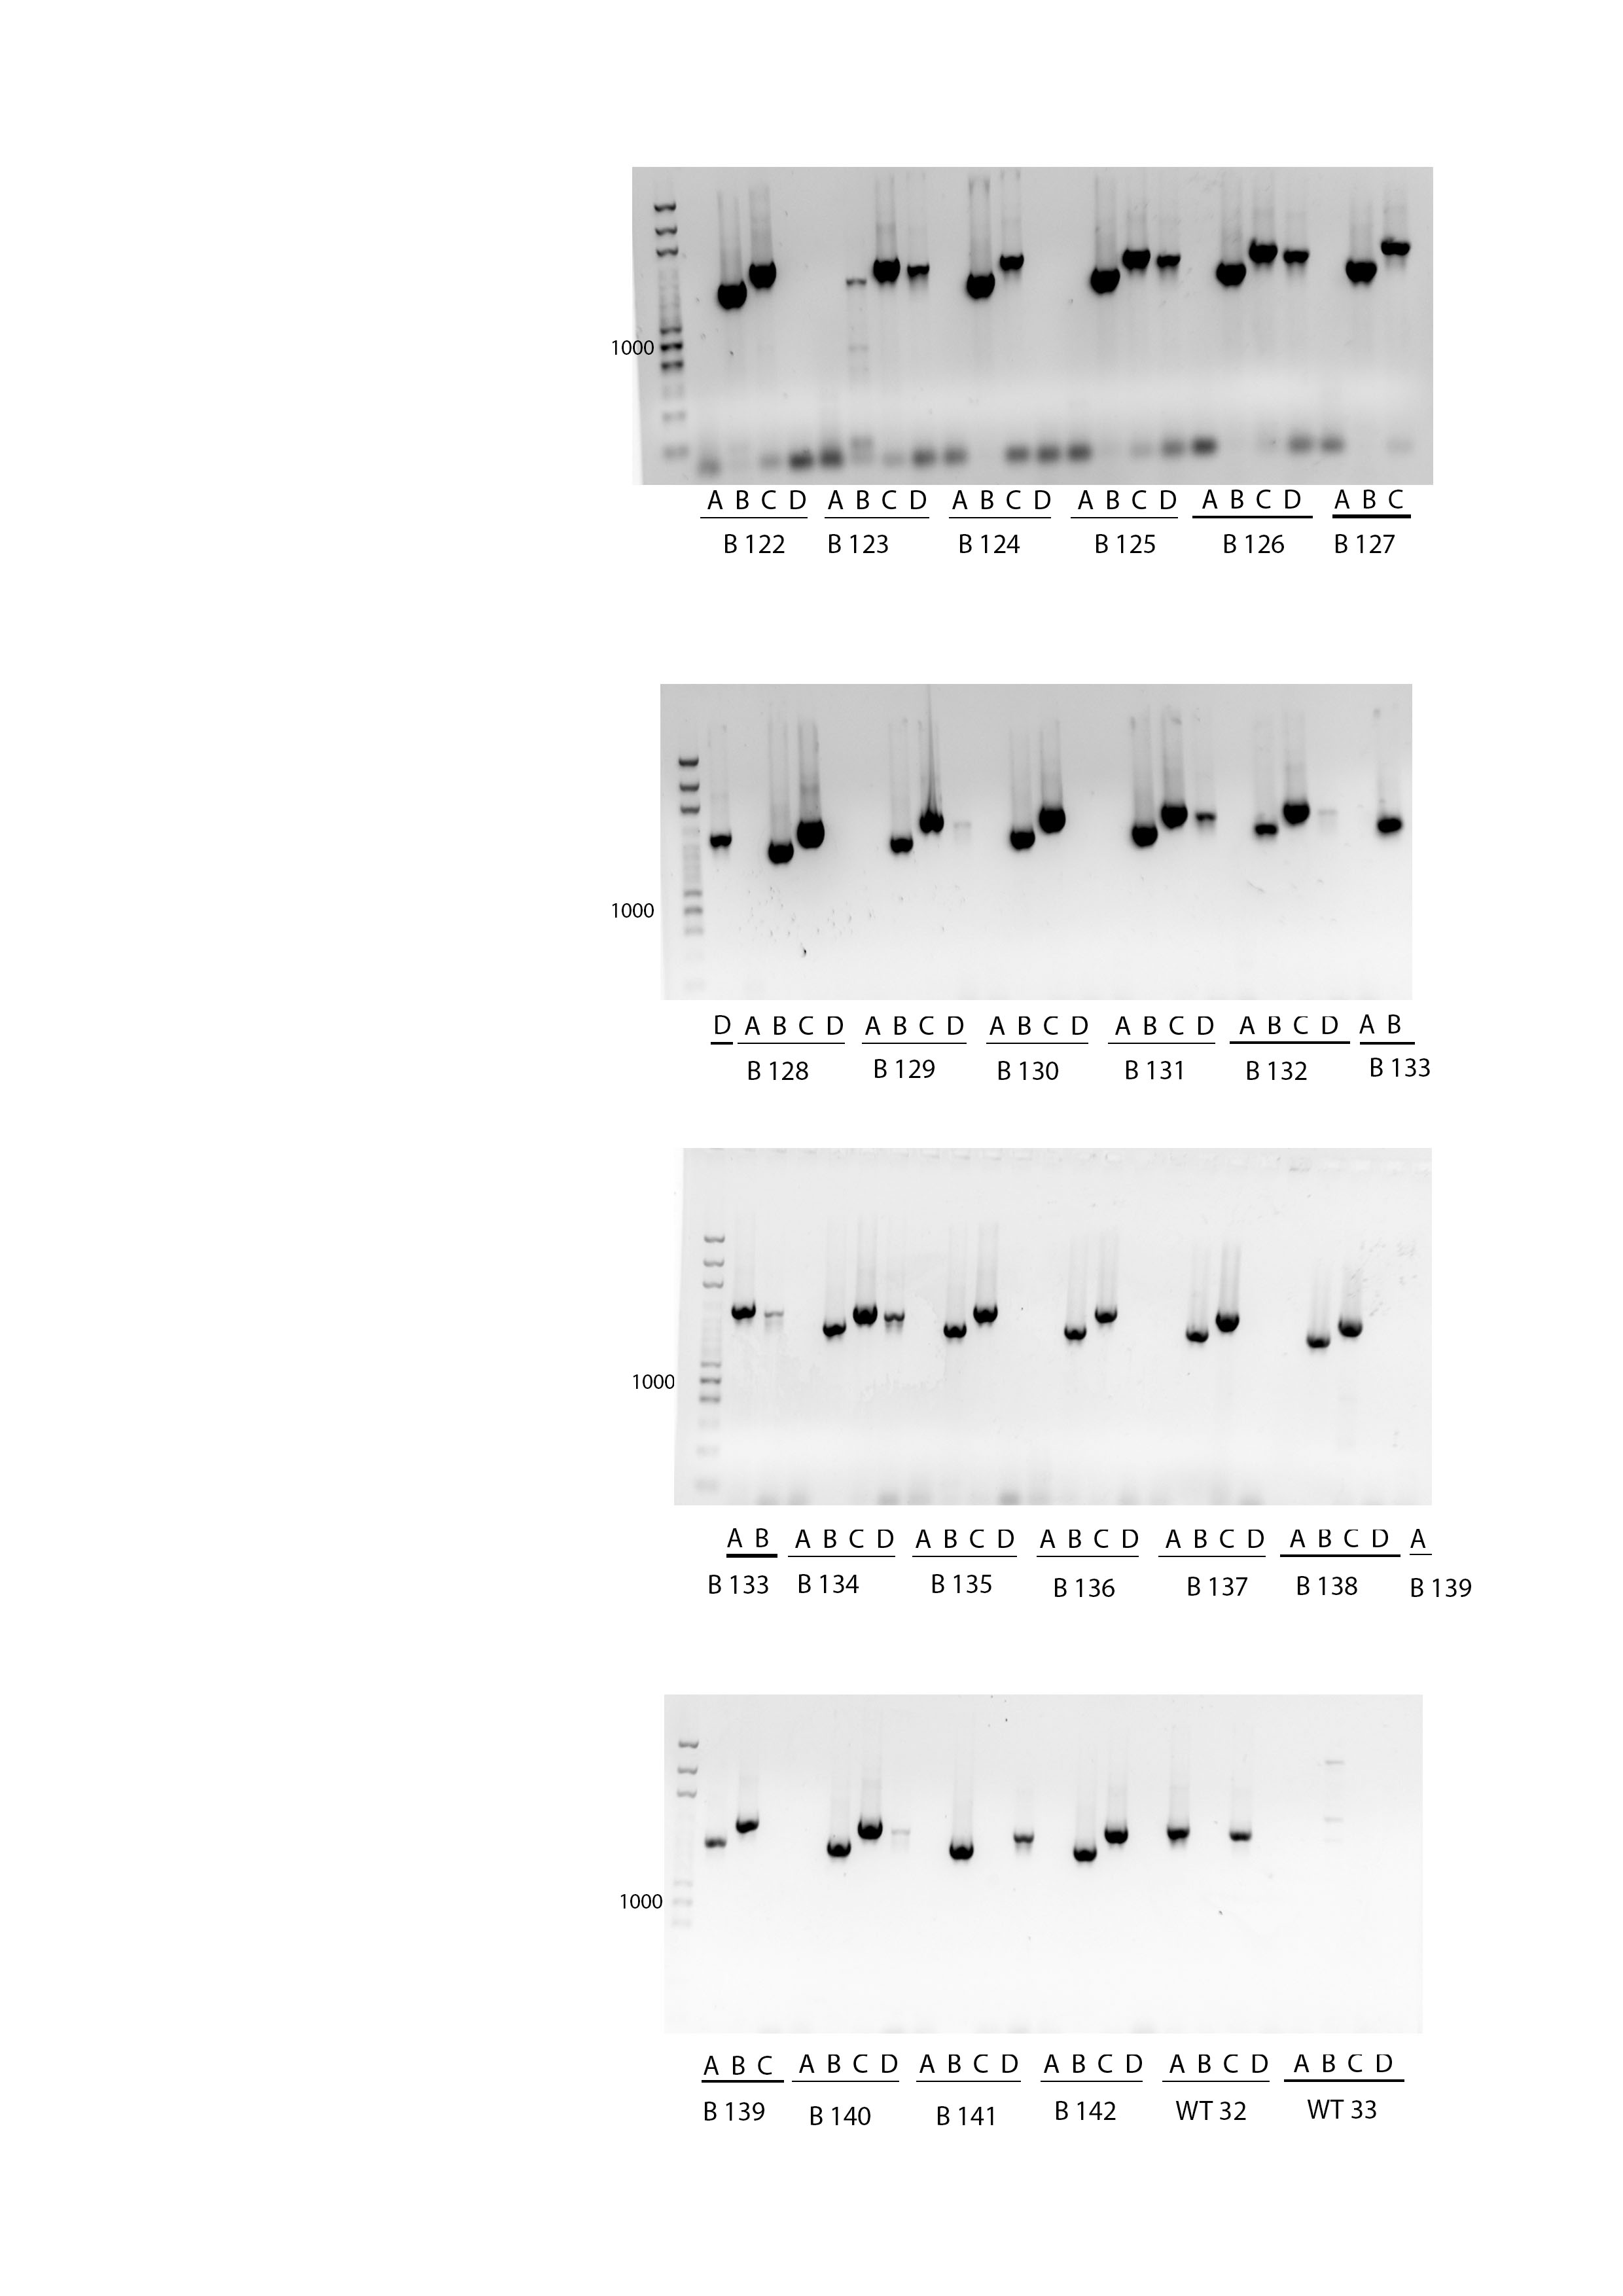 1000
A B C D A B C D A B C D A B C D A B C D A B C
B 122 B 123 B 124 B 125 B 126 B 127
1000
D A B C D A B C D A B C D A B C D A B C D A B
B 128 B 129 B 130 B 131 B 132 B 133
1000
A B A B C D A B C D A B C D A B C D A B C D A
B 133 B 134 B 135 B 136 B 137 B 138 B 139
1000
A B C A B C D A B C D A B C D A B C D A B C D
B 139 B 140 B 141 B 142 WT 32 WT 33